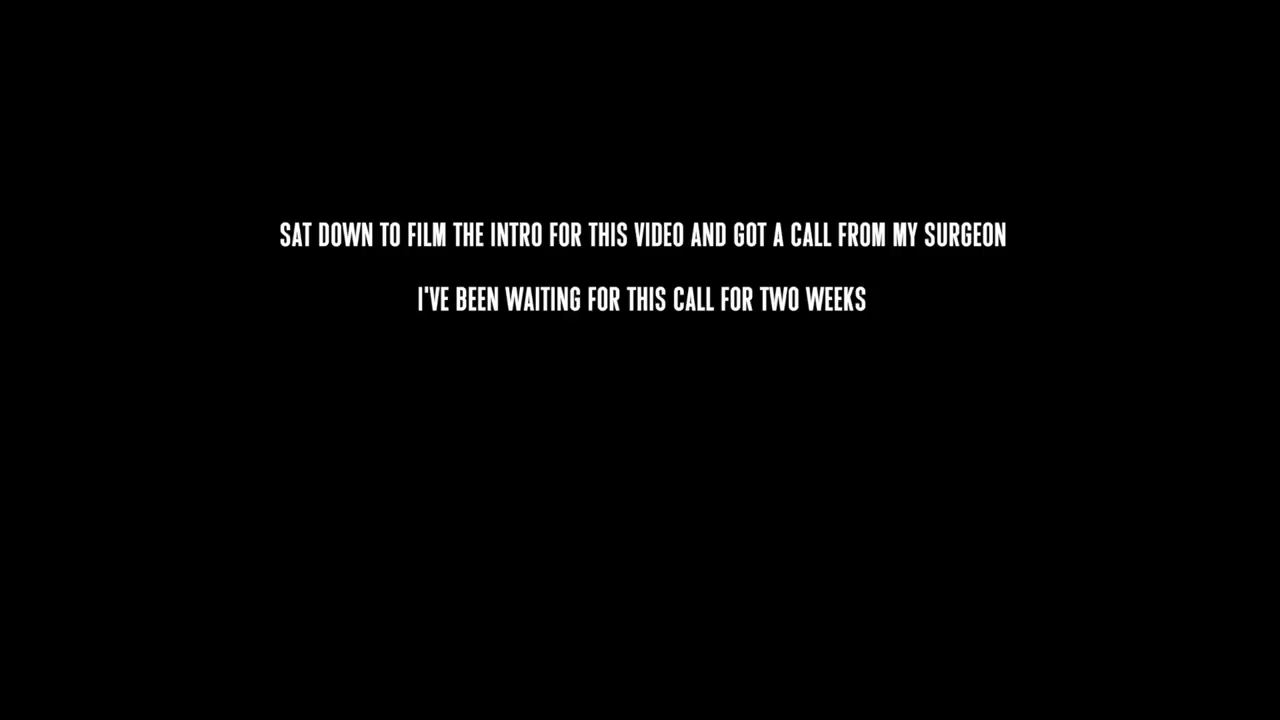 SAT DOWN TO FILM THE INTRO FOR THIS VIDEO AND GOT A CALL FROM MY SURGEON
I'VE BEEN WAITING FOR THIS CALL FOR TWO WEEKS